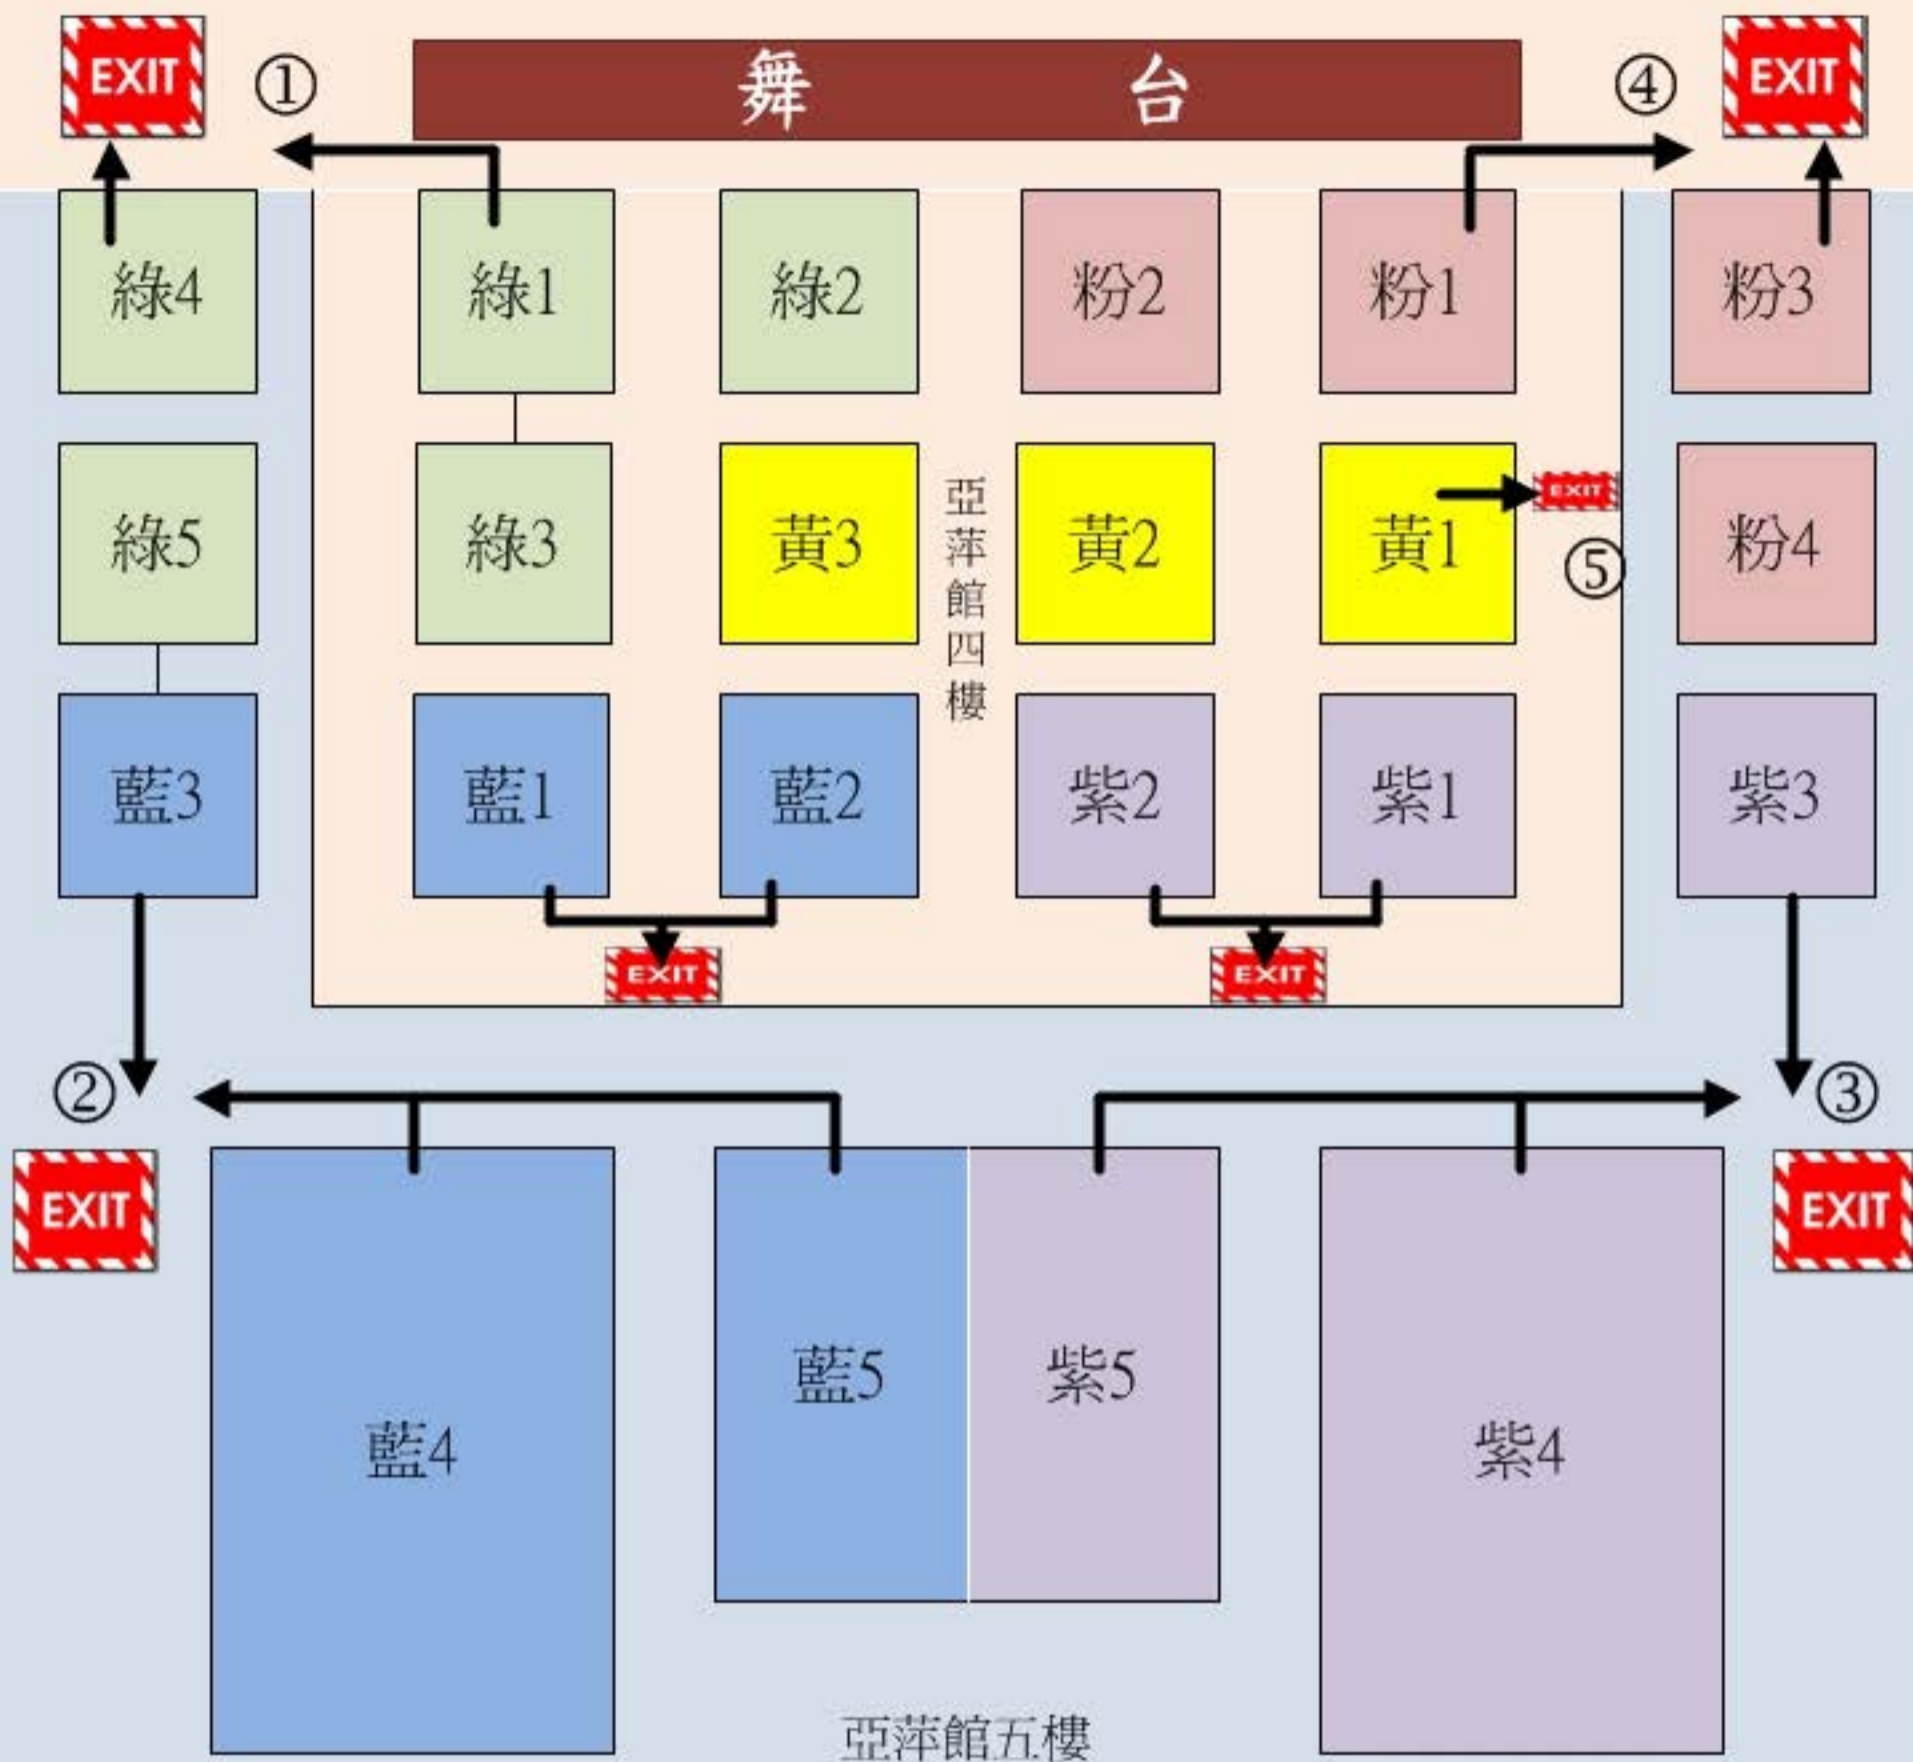 EXIT ① 舞台 ④ EXIT
綠4 綠1 綠2 粉2 粉1 粉3
綠5 綠3 黃3 黃2 黃1 EXIT 粉4
⑤
亞萍館四樓
藍3 藍1 藍2 紫2 紫1 紫3
EXIT EXIT
② ③
EXIT EXIT
藍4 藍5 紫5 紫4
亞萍館五樓